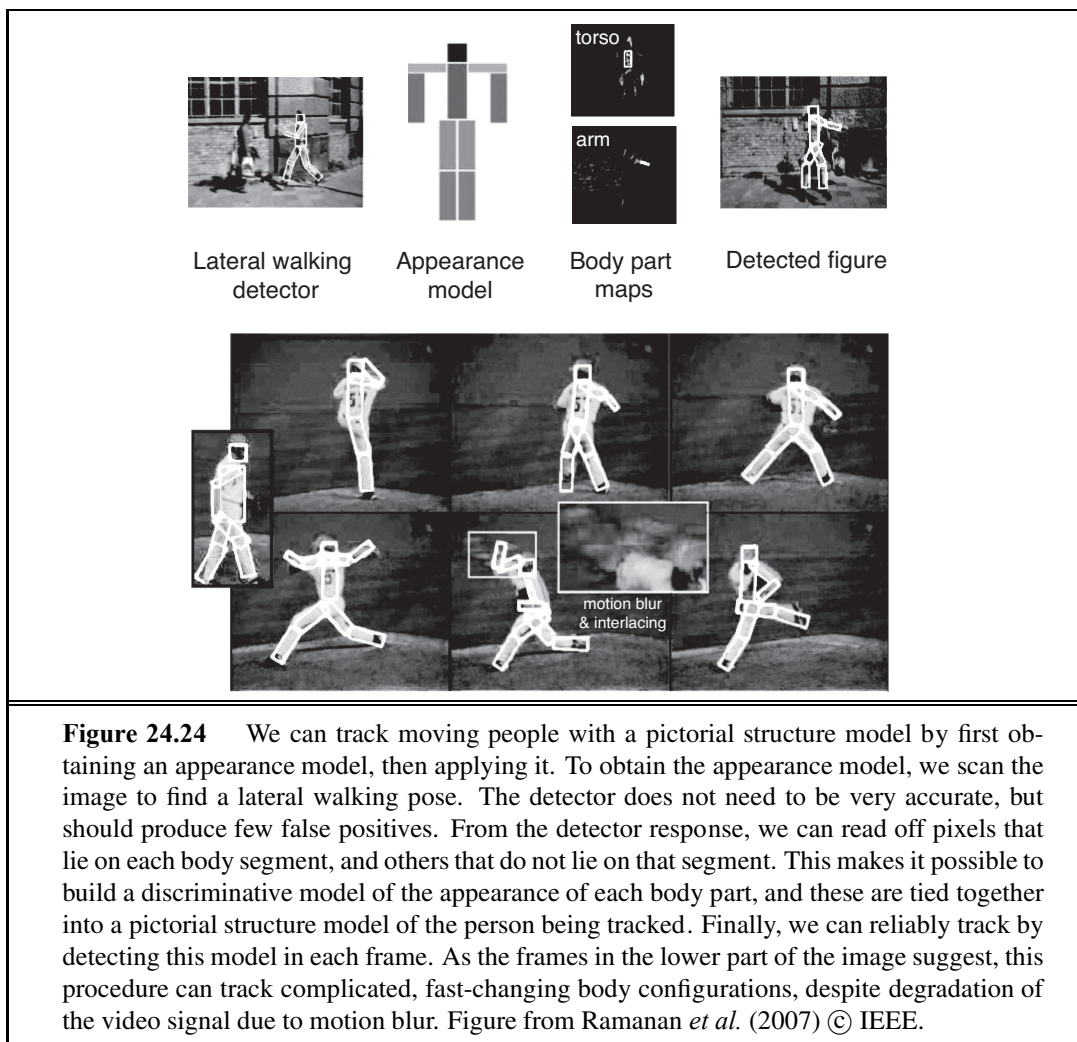 torso
arm
Lateral walking
detector
Appearance
model
Body part
maps
Detected figure
motion blur
& interlacing
Figure 24.24 We can track moving people with a pictorial structure model by first ob-
taining an appearance model, then applying it. To obtain the appearance model, we scan the
image to find a lateral walking pose. The detector does not need to be very accurate, but
should produce few false positives. From the detector response, we can read off pixels that
lie on each body segment, and others that do not lie on that segment. This makes it possible to
build a discriminative model of the appearance of each body part, and these are tied together
into a pictorial structure model of the person being tracked. Finally, we can reliably track by
detecting this model in each frame. As the frames in the lower part of the image suggest, this
procedure can track complicated, fast-changing body configurations, despite degradation of
the video signal due to motion blur. Figure from Ramanan et al. (2007) © IEEE.